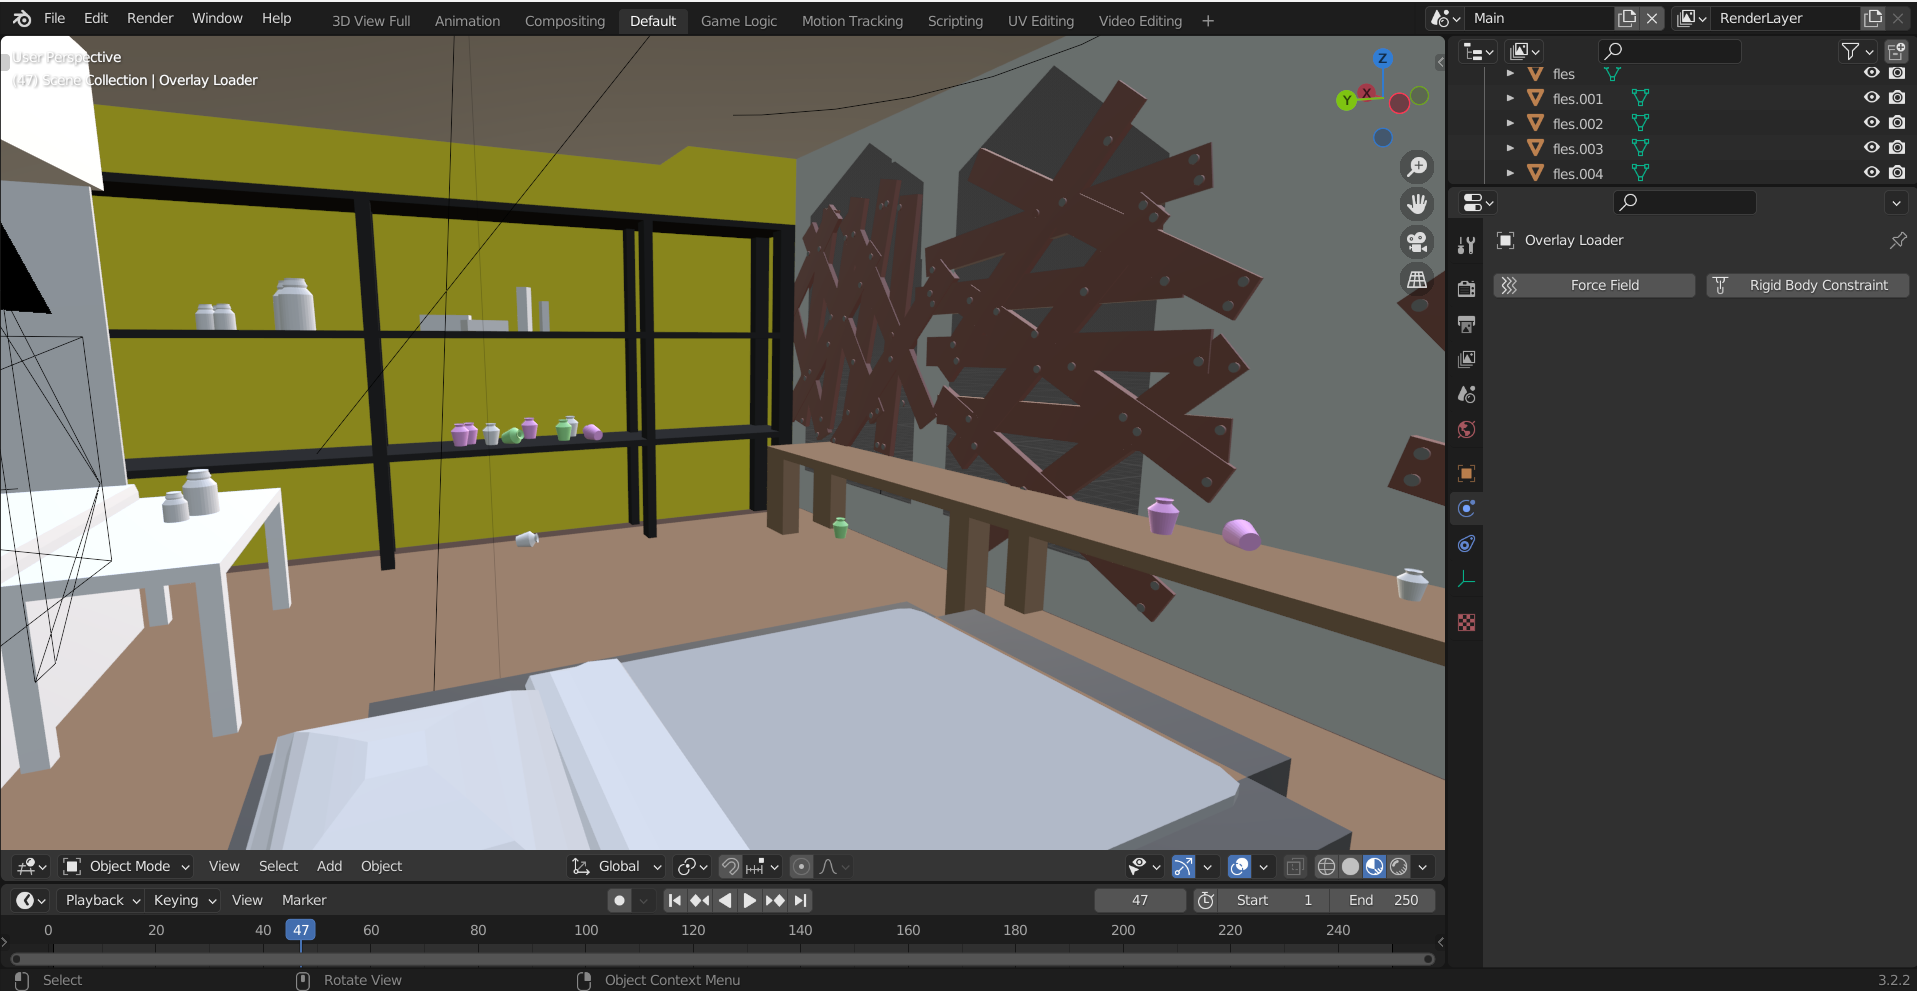 File Edit Render Window Help 3D View Full Animation Compositing Default Game Logic Motion Tracking Scripting UV Editing Video Editing + Main RenderLayer
User Perspective
(47) Scene Collection | Overlay Loader
Z
Y X
fles
fles.001
fles.002
fles.003
fles.004
Overlay Loader
Force Field Rigid Body Constraint
Object Mode View Select Add Object Global
Playback Keying View Marker 47 Start 1 End 250
0 20 40 47 60 80 100 120 140 160 180 200 220 240
Select Rotate View Object Context Menu 3.2.2